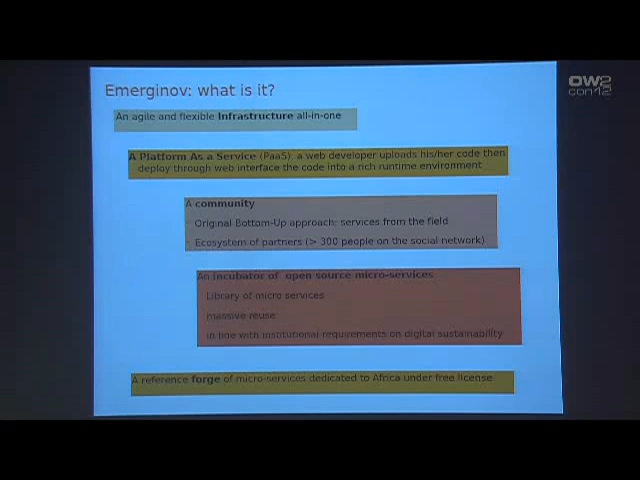 OW2
con12
Emerginov: what is it?
An agile and flexible Infrastructure all-in-one
A Platform As a Service (PaaS): a web developer uploads his/her code then
deploy through web interface the code into a rich runtime environment
A community
- Original Bottom-Up approach: services from the field
- Ecosystem of partners (> 300 people on the social network)
An incubator of open source micro-services
Library of micro services
massive reuse
in line with institutional requirements on digital sustainability
A reference forge of micro-services dedicated to Africa under free license